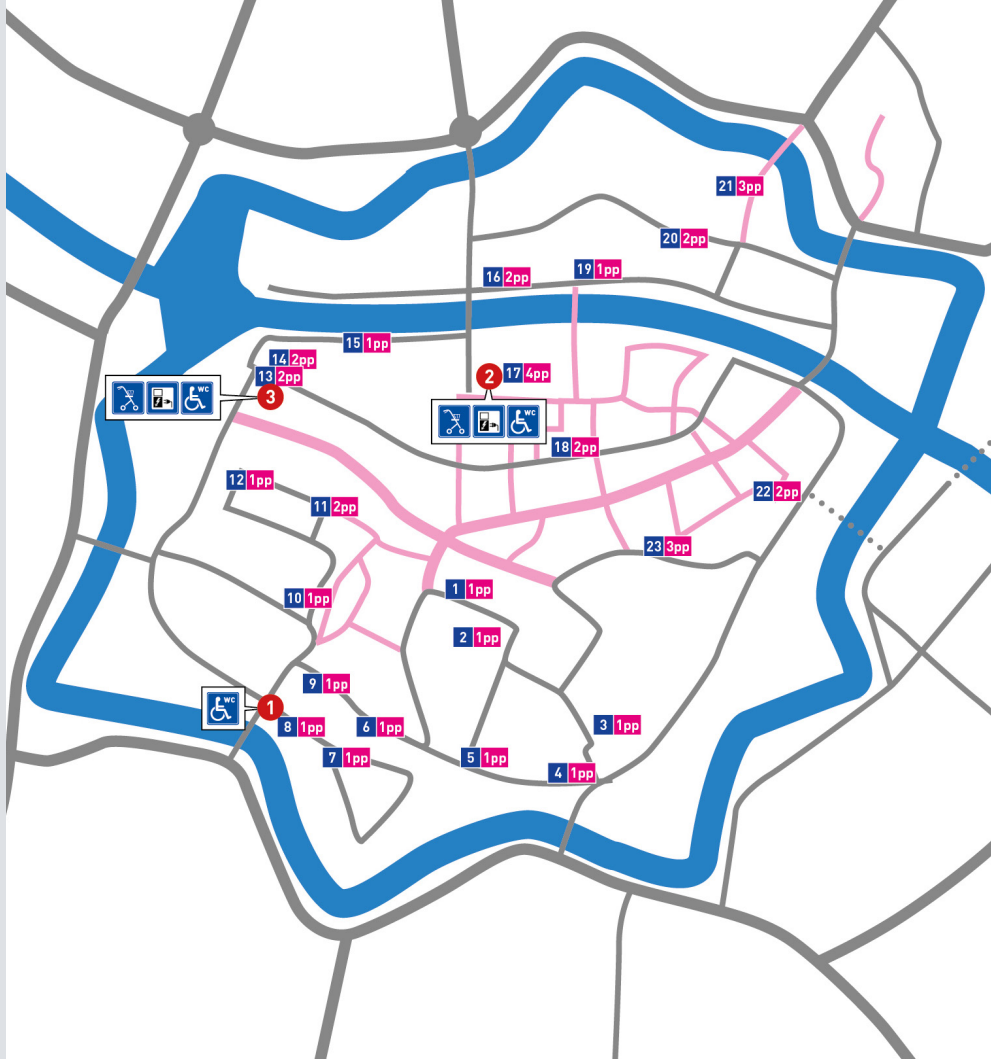 21 3pp
20 2pp
19 1pp
16 2pp
15 1pp
14 2pp
13 2pp
17 4pp
2
WC
3
WC
18 2pp
12 1pp
22 2pp
11 2pp
23 3pp
1 1pp
10 1pp
2 1pp
9 1pp
WC
1
8 1pp
6 1pp
3 1pp
7 1pp
5 1pp
4 1pp